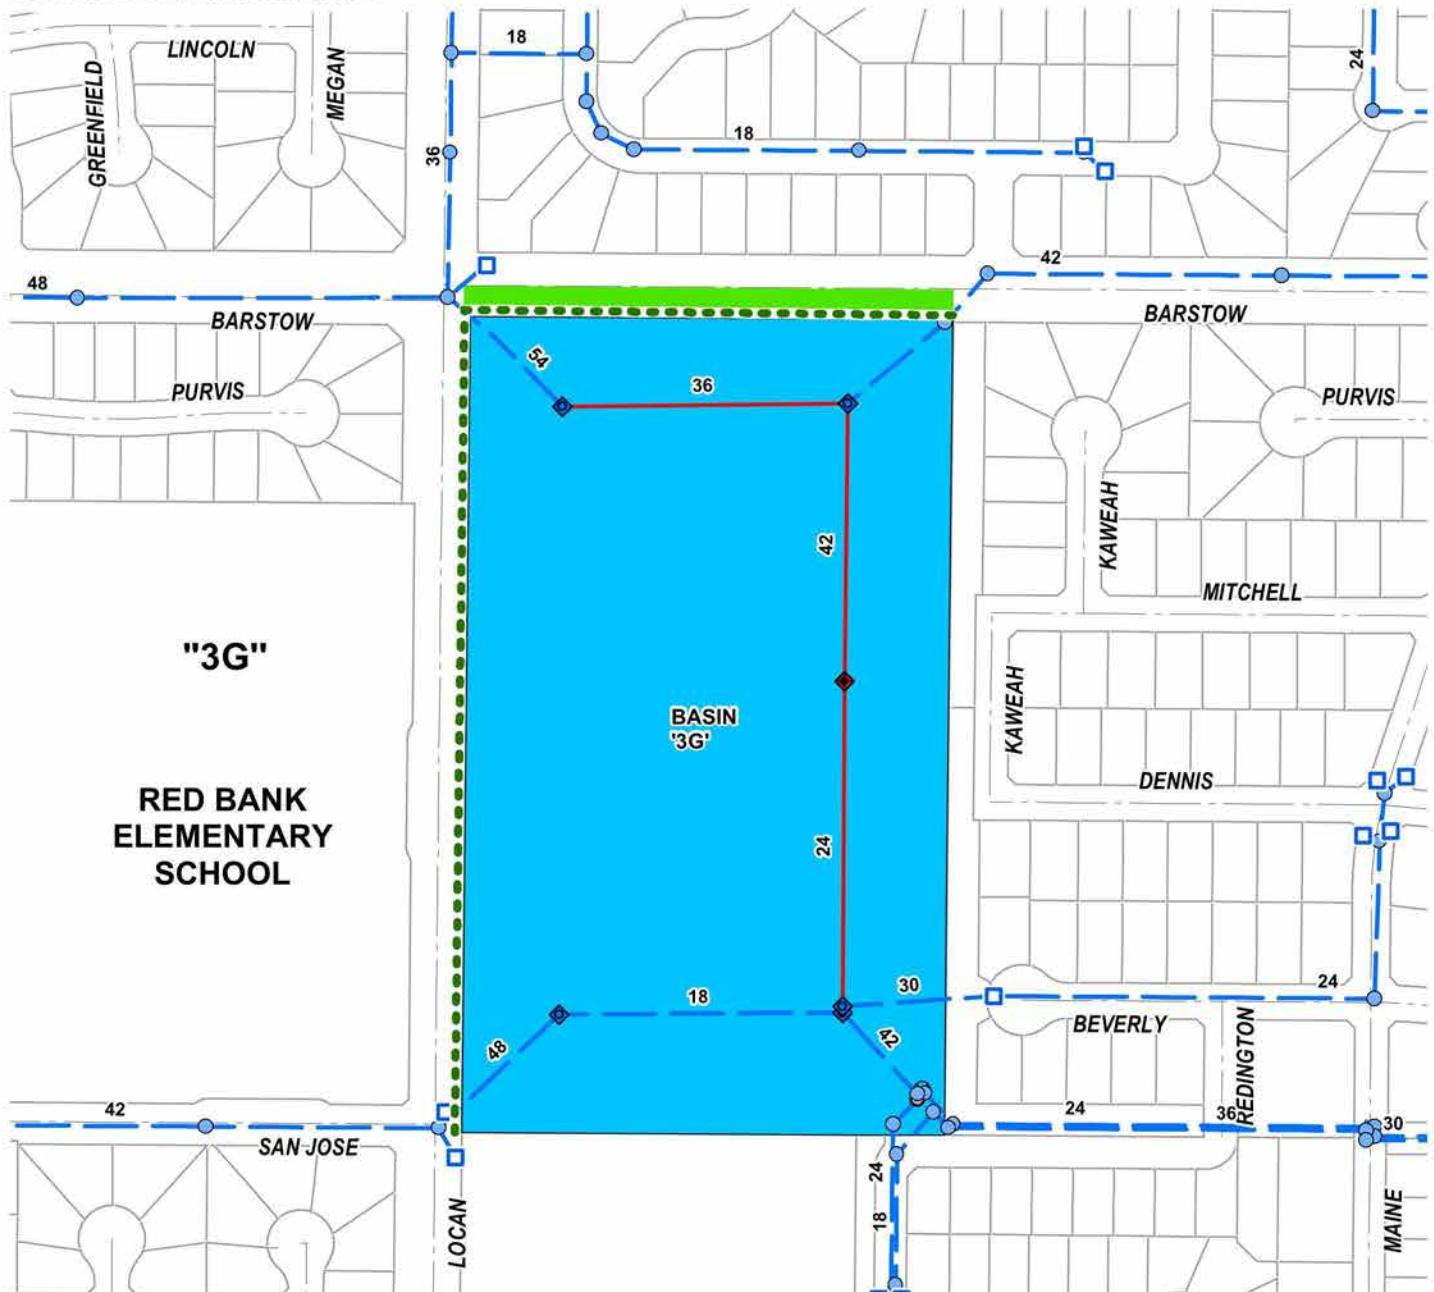 LINCOLN
GREENFIELD
MEGAN
18
24
36
18
48
42
BARSTOW
BARSTOW
54
36
PURVIS
PURVIS
42
KAWEAH
MITCHELL
"3G"
KAWEAH
BASIN
'3G'
RED BANK
ELEMENTARY
SCHOOL
DENNIS
24
30
24
18
BEVERLY
REDINGTON
48
42
42
24
36
30
SAN JOSE
24
18
LOCAN
MAINE